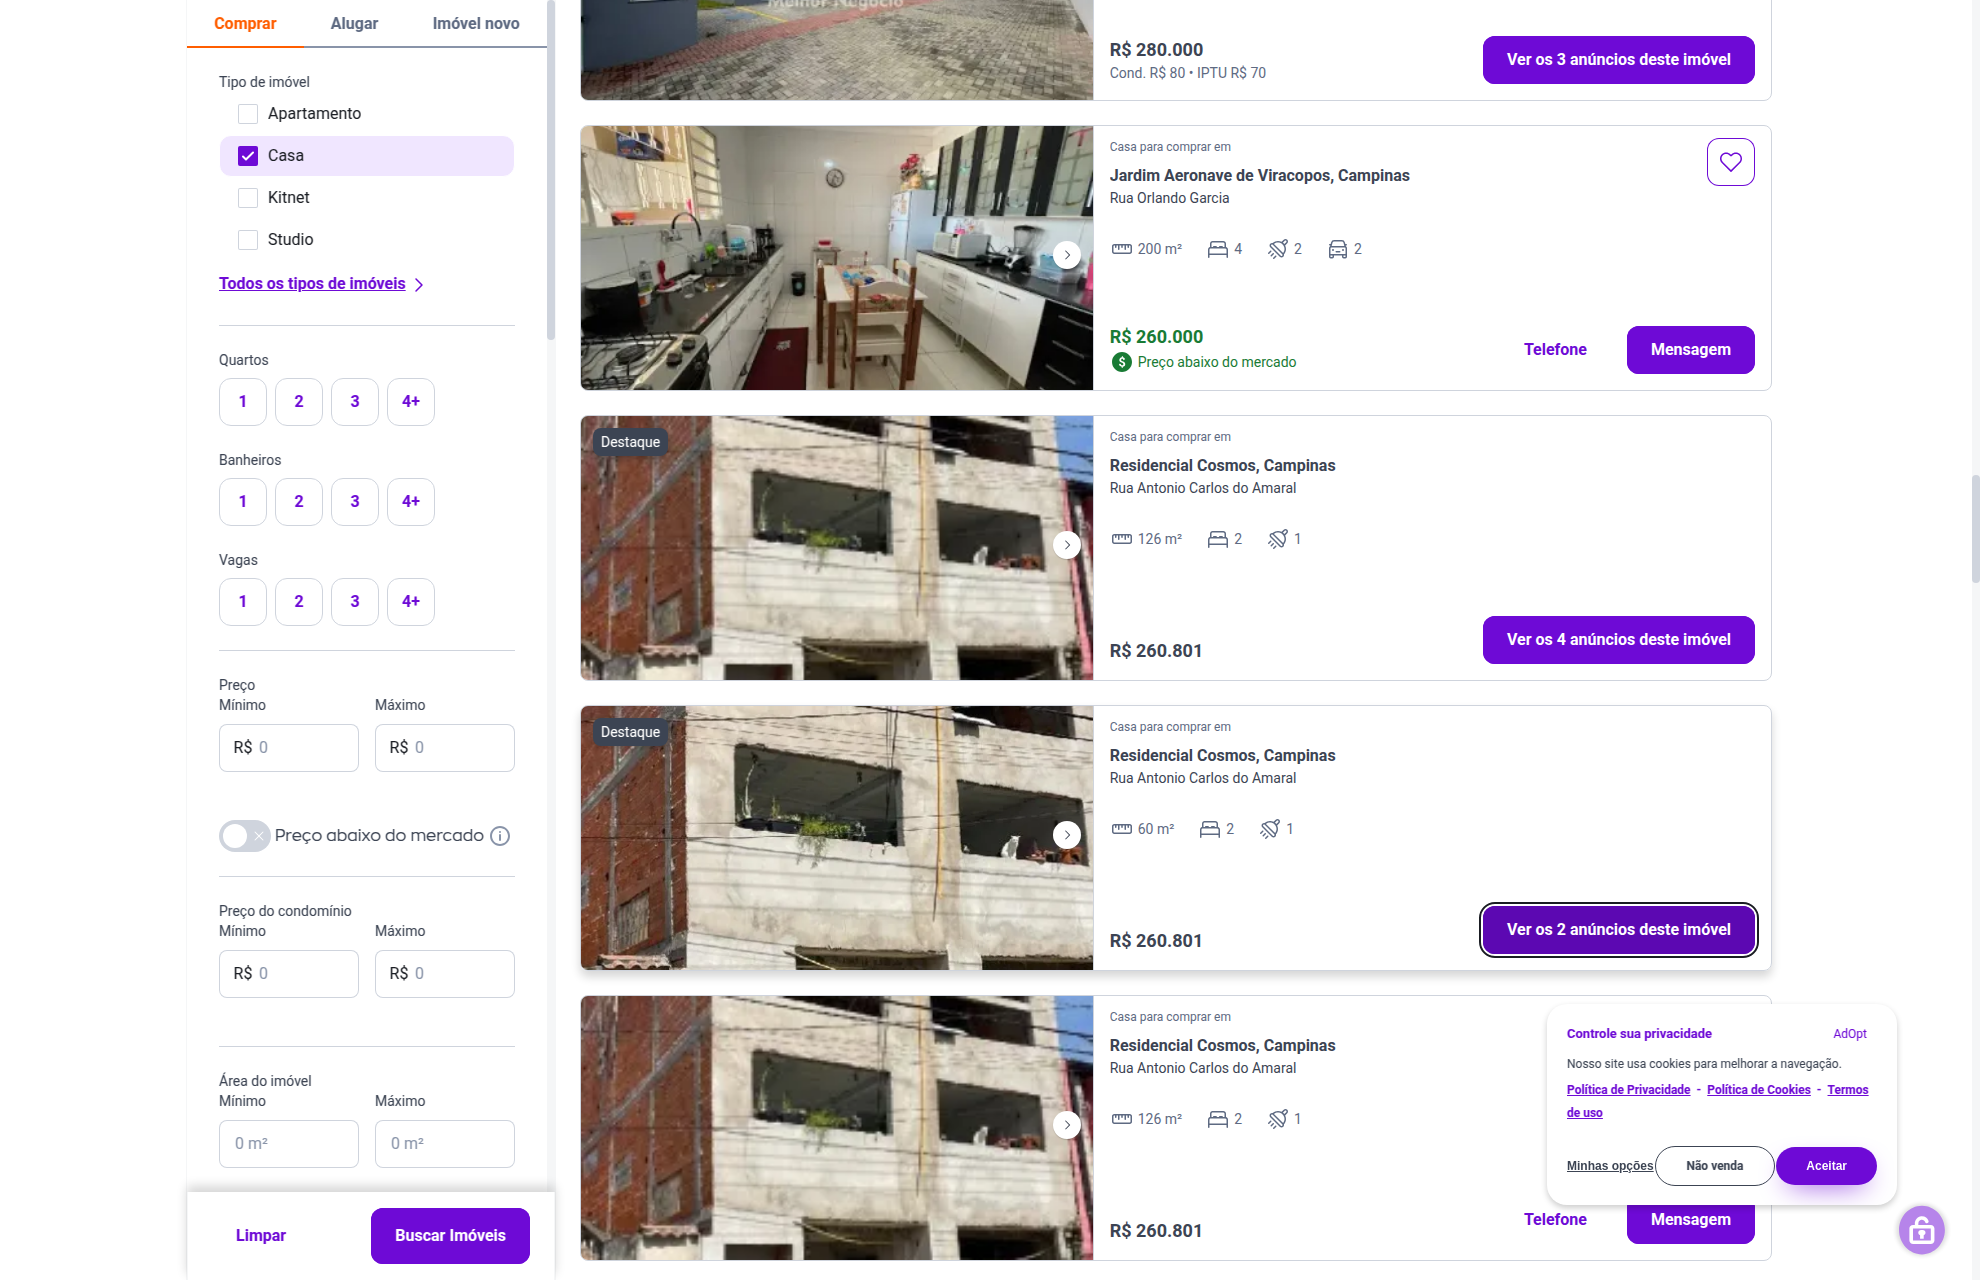 Comprar
Alugar
Imóvel novo
Tipo de imóvel
Apartamento
Casa
Kitnet
Studio
Todos os tipos de imóveis
Quartos
1
2
3
4+
Banheiros
1
2
3
4+
Vagas
1
2
3
4+
Preço
Mínimo
Máximo
R$ 0
R$ 0
Preço abaixo do mercado
Preço do condomínio
Mínimo
Máximo
R$ 0
R$ 0
Área do imóvel
Mínimo
Máximo
0 m²
0 m²
Limpar
Buscar Imóveis
Melhor Negócio
R$ 280.000
Cond. R$ 80 • IPTU R$ 70
Ver os 3 anúncios deste imóvel
Casa para comprar em
Jardim Aeronave de Viracopos, Campinas
Rua Orlando Garcia
200 m²
4
2
2
R$ 260.000
Preço abaixo do mercado
Telefone
Mensagem
Destaque
Casa para comprar em
Residencial Cosmos, Campinas
Rua Antonio Carlos do Amaral
126 m²
2
1
R$ 260.801
Ver os 4 anúncios deste imóvel
Destaque
Casa para comprar em
Residencial Cosmos, Campinas
Rua Antonio Carlos do Amaral
60 m²
2
1
R$ 260.801
Ver os 2 anúncios deste imóvel
Casa para comprar em
Residencial Cosmos, Campinas
Rua Antonio Carlos do Amaral
126 m²
2
1
R$ 260.801
Telefone
Mensagem
Controle sua privacidade
AdOpt
Nosso site usa cookies para melhorar a navegação.
Política de Privacidade - Política de Cookies - Termos
de uso
Minhas opções
Não venda
Aceitar